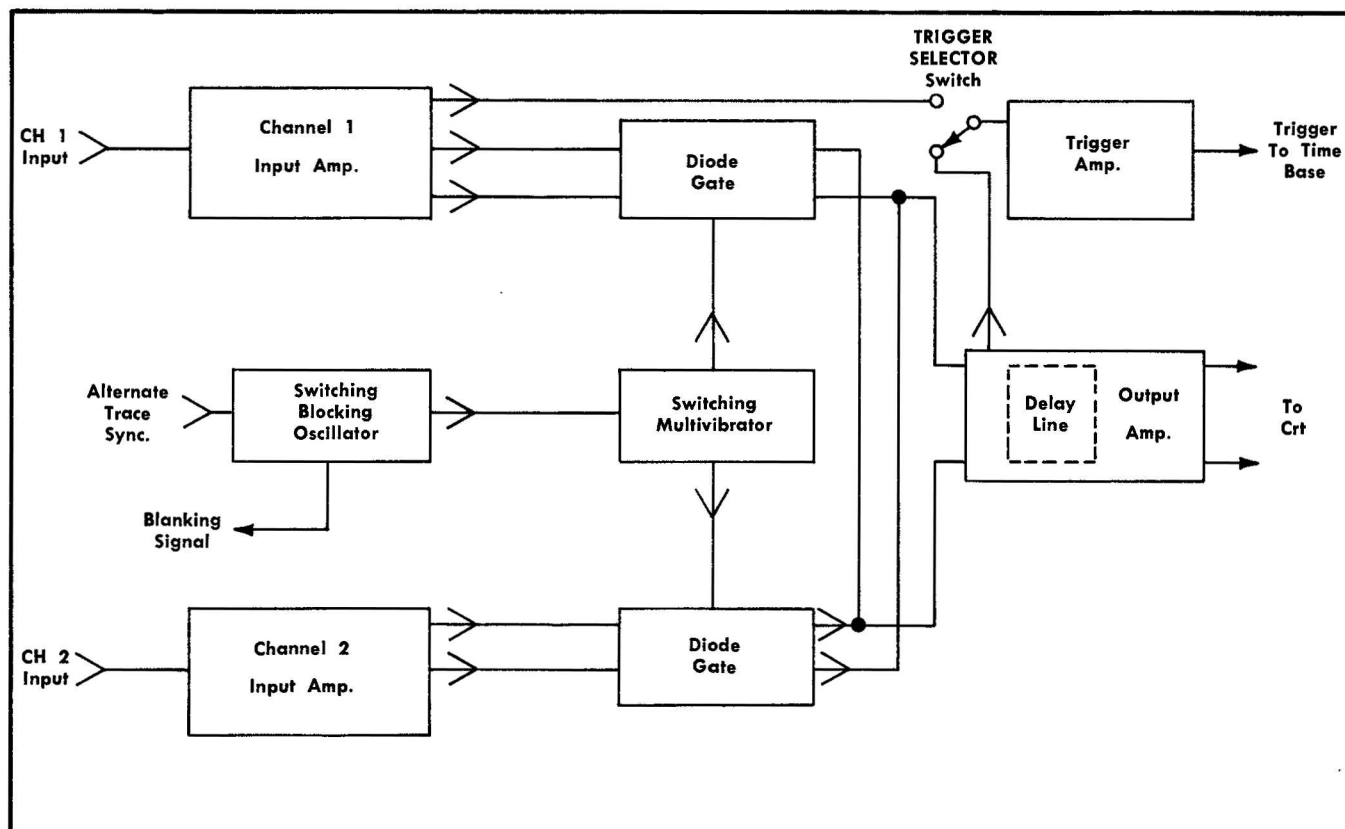 TRIGGER
SELECTOR
Switch
CH 1
Input
Channel 1
Input Amp.
Diode
Gate
Trigger
Amp.
Trigger
To Time
Base
Alternate
Trace
Sync.
Switching
Blocking
Oscillator
Switching
Multivibrator
Delay
Line
Output
Amp.
To
Crt
Blanking
Signal
CH 2
Input
Channel 2
Input Amp.
Diode
Gate